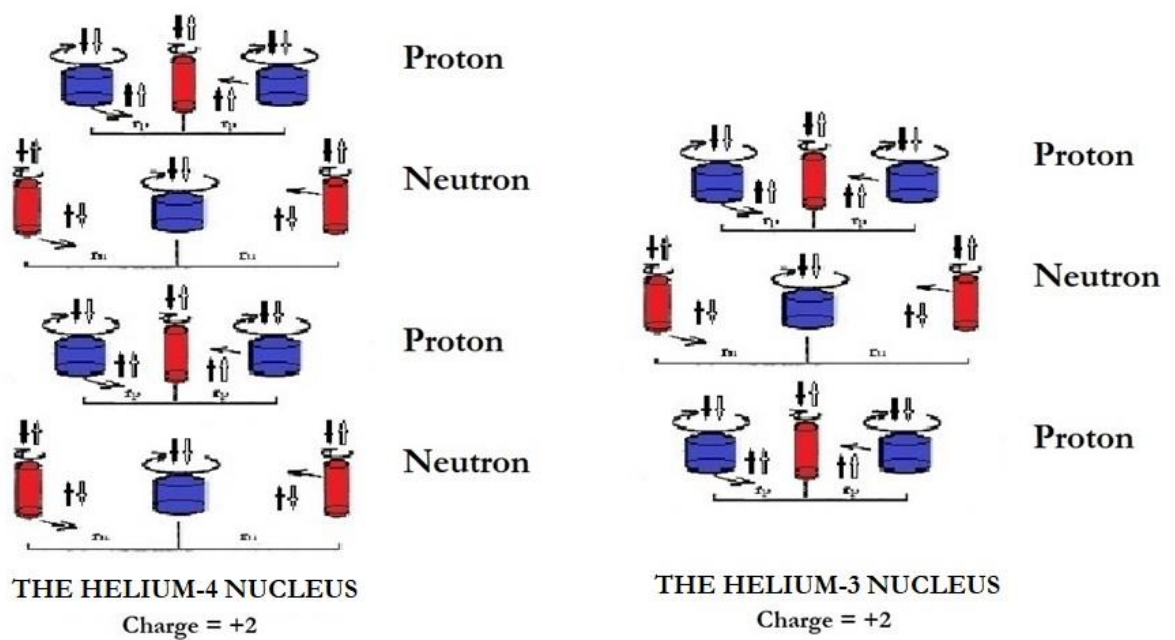 Proton
Neutron
Proton
Neutron
THE HELIUM-4 NUCLEUS
Charge = +2
Proton
Neutron
Proton
THE HELIUM-3 NUCLEUS
Charge = +2